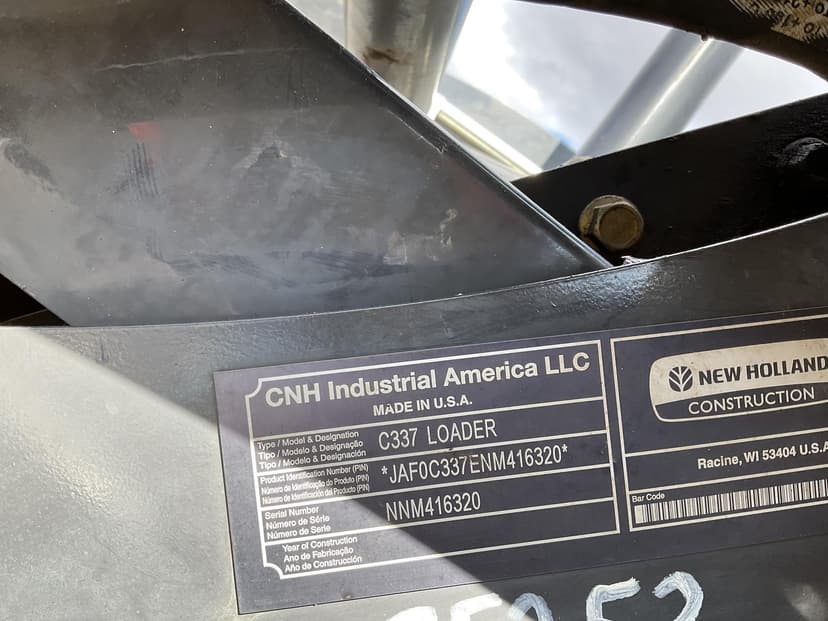 CNH Industrial America LLC
MADE IN U.S.A.
Type / Model & Designation
Tipo / Modelo & Designação
Tipo / Modelo & Designación
C337 LOADER
Product Identification Number (PIN)
Número de Identificação do Produto (PIN)
Número de Identificación del Producto (PIN)
*JAF0C337ENM416320*
Serial Number
Número de Série
Número de Serie
NNM416320
Year of Construction
Ano de Fabricação
Año de Construcción
NEW HOLLAND
CONSTRUCTION
Racine, WI 53404 U.S.A
Bar Code